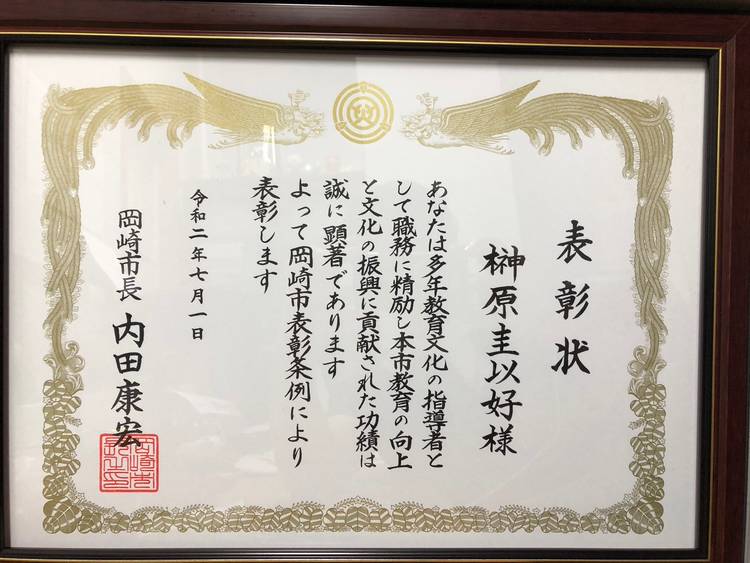 表彰状
榊原圭以好様
あなたは多年教育文化の指導者と
して職務に精励し本市教育の向上
と文化の振興に貢献された功績は
誠に顕著であります
よって岡崎市表彰条例により
表彰します
令和二年七月一日
岡崎市長 内田康宏